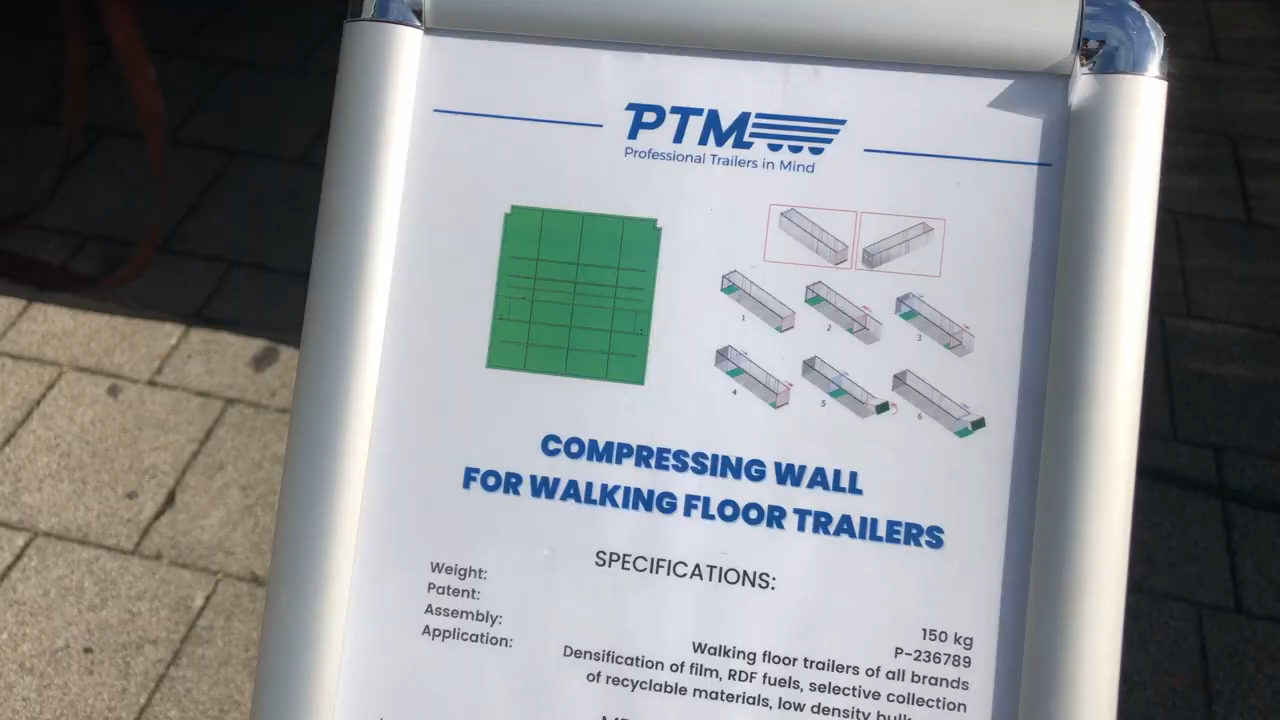 PTM
Professional Trailers in Mind
1
2
3
4
5
6
COMPRESSING WALL
FOR WALKING FLOOR TRAILERS
SPECIFICATIONS:
Weight:
150 kg
Patent:
P-236789
Assembly:
Walking floor trailers of all brands
Application:
Densification of film, RDF fuels, selective collection
of recyclable materials, low density